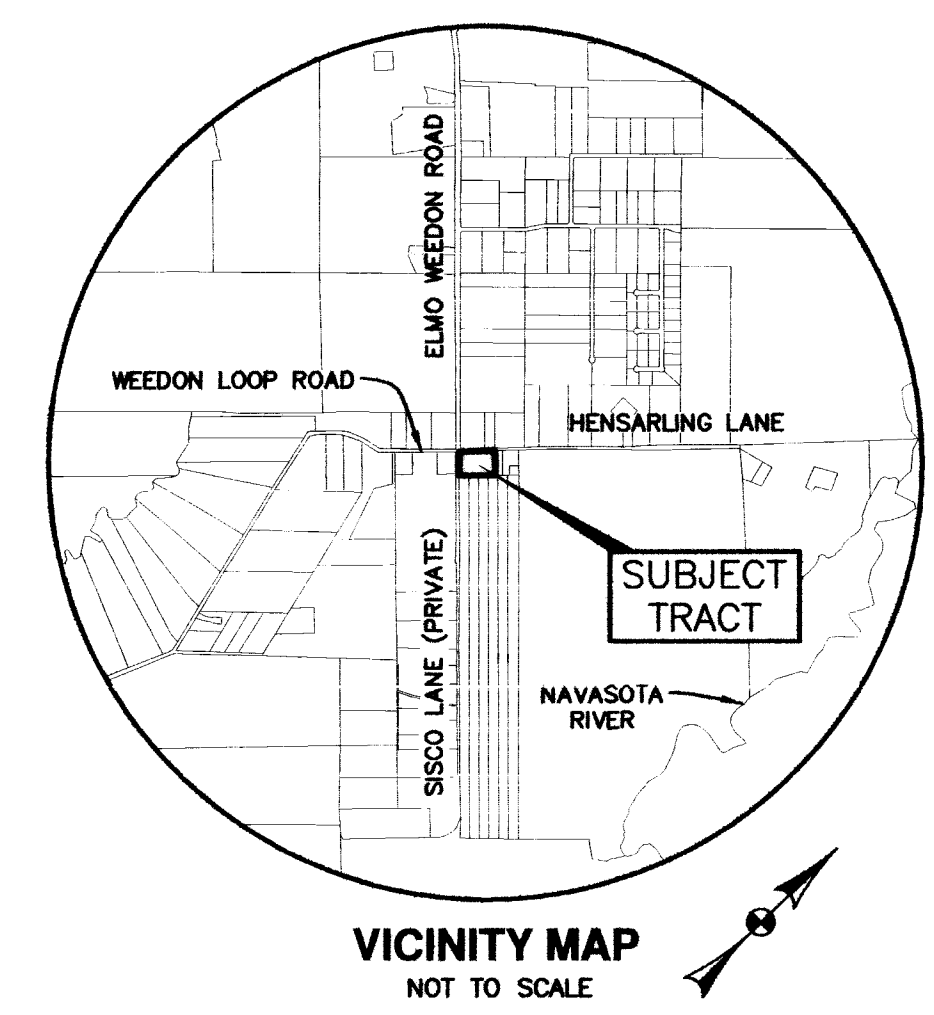 ELMO WEEDON ROAD
WEEDON LOOP ROAD
HENSARLING LANE
SUBJECT
TRACT
SISCO LANE (PRIVATE)
NAVASOTA
RIVER
VICINITY MAP
NOT TO SCALE